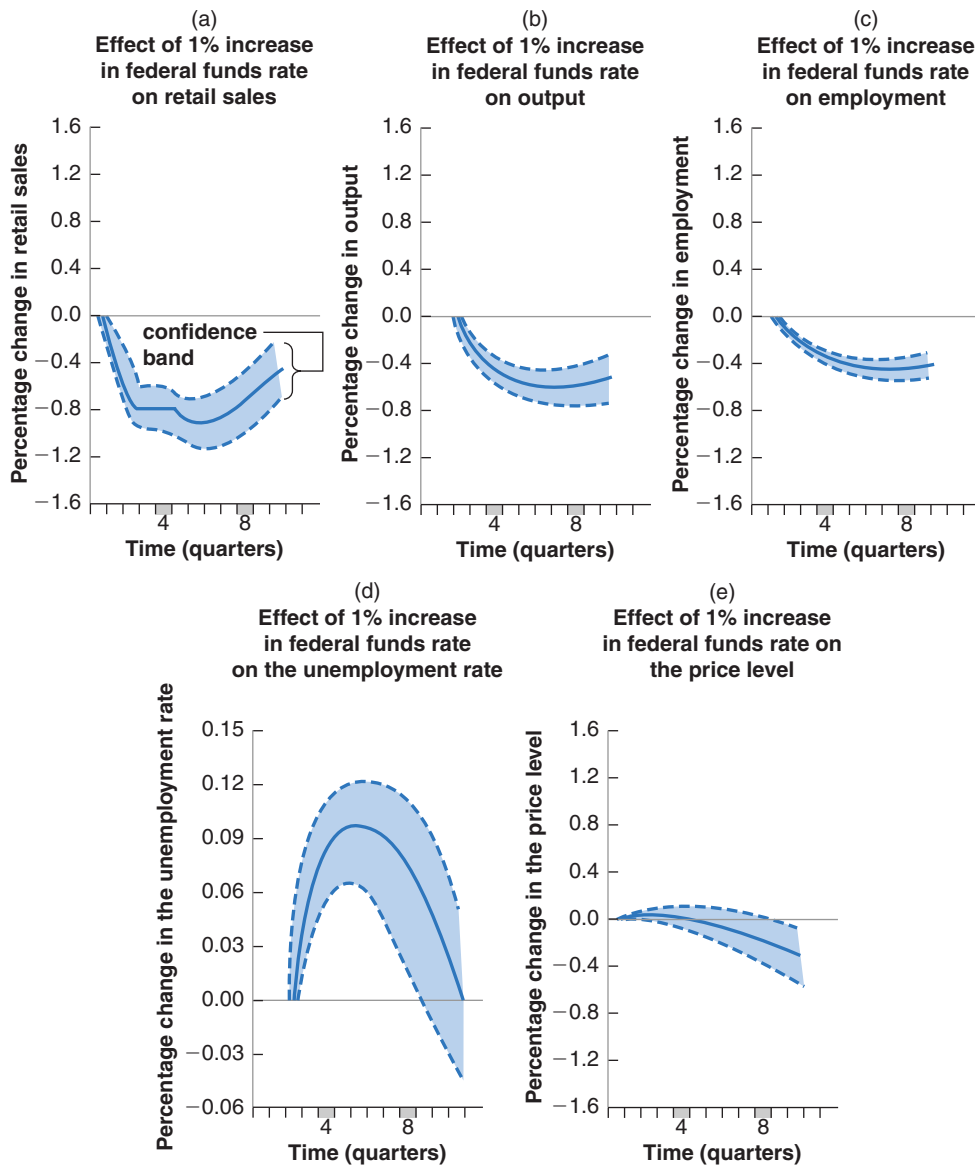 (a)
Effect of 1% increase
in federal funds rate
on retail sales
Percentage change in retail sales
1.6
1.2
0.8
0.4
0.0
−0.4
−0.8
−1.2
−1.6
confidence
band
4 8
Time (quarters)
(b)
Effect of 1% increase
in federal funds rate
on output
Percentage change in output
1.6
1.2
0.8
0.4
0.0
−0.4
−0.8
−1.2
−1.6
4 8
Time (quarters)
(c)
Effect of 1% increase
in federal funds rate
on employment
Percentage change in employment
1.6
1.2
0.8
0.4
0.0
−0.4
−0.8
−1.2
−1.6
4 8
Time (quarters)
(d)
Effect of 1% increase
in federal funds rate
on the unemployment rate
Percentage change in the unemployment rate
0.15
0.12
0.09
0.06
0.03
0.00
−0.03
−0.06
4 8
Time (quarters)
(e)
Effect of 1% increase
in federal funds rate on
the price level
Percentage change in the price level
1.6
1.2
0.8
0.4
0.0
−0.4
−0.8
−1.2
−1.6
4 8
Time (quarters)